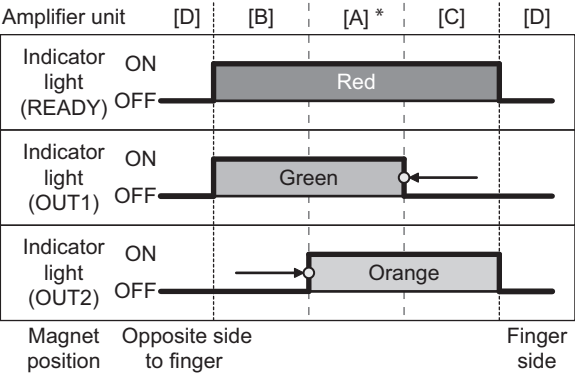 Amplifier unit [D] [B] [A] * [C] [D]
Indicator
light
(READY)
ON
OFF
Red
Indicator
light
(OUT1)
ON
OFF
Green
Indicator
light
(OUT2)
ON
OFF
Orange
Magnet
position
Opposite side
to finger
Finger
side